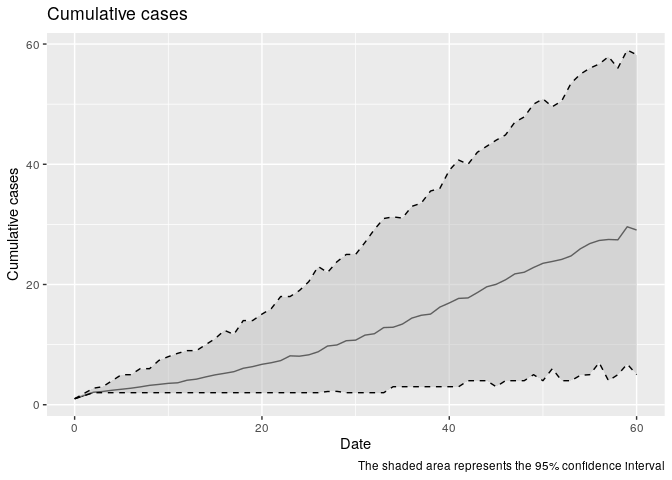 Cumulative cases
60
40
20
0
Cumulative cases
0 20 40 60
Date
The shaded area represents the 95% confidence interval